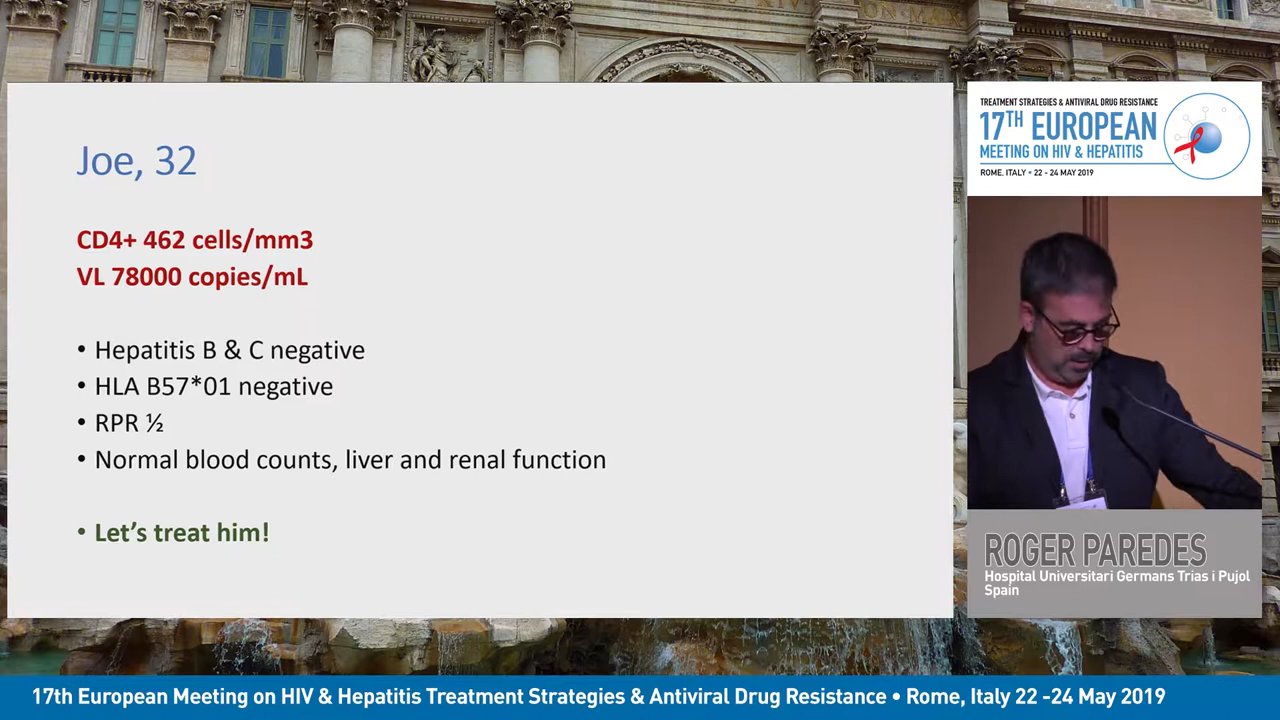 Joe, 32
CD4+ 462 cells/mm3
VL 78000 copies/mL
• Hepatitis B & C negative
• HLA B57*01 negative
• RPR ½
• Normal blood counts, liver and renal function
• Let's treat him!
TREATMENT STRATEGIES & ANTIVIRAL DRUG RESISTANCE
17TH EUROPEAN
MEETING ON HIV & HEPATITIS
ROME, ITALY • 22 - 24 MAY 2019
ROGER PAREDES
Hospital Universitari Germans Trias i Pujol
Spain
17th European Meeting on HIV & Hepatitis Treatment Strategies & Antiviral Drug Resistance • Rome, Italy 22 -24 May 2019